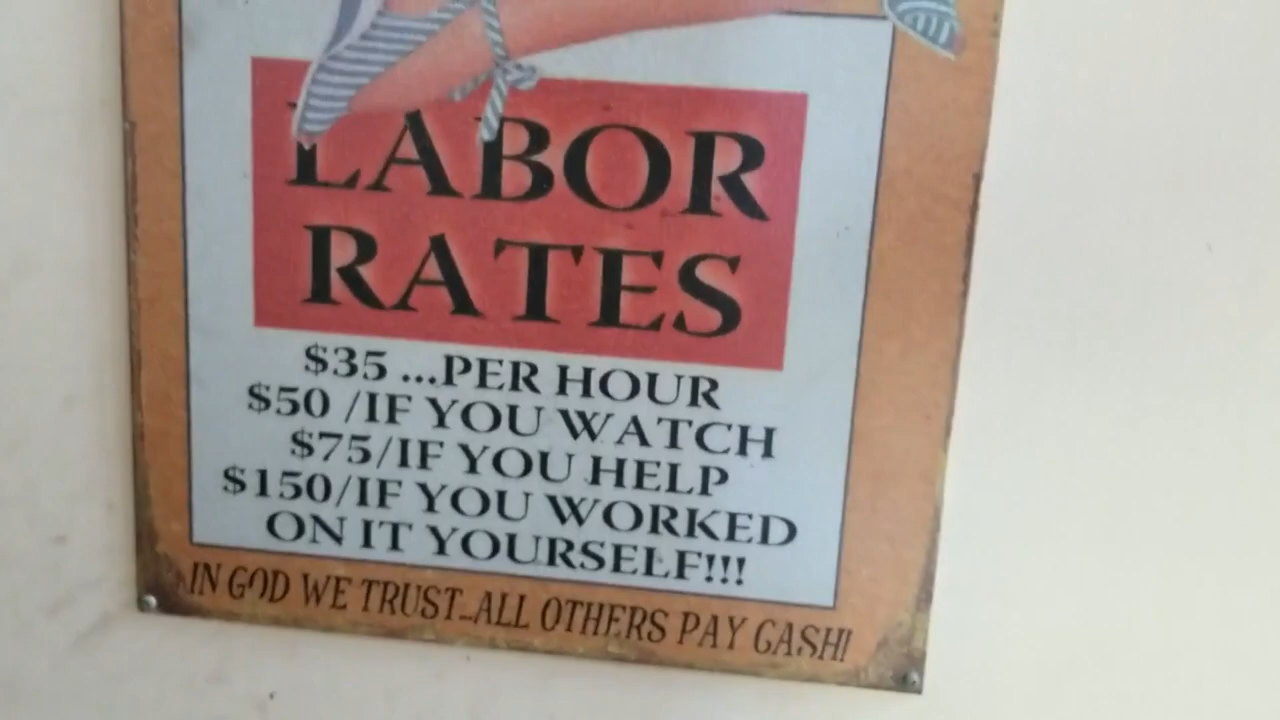 LABOR
RATES
$35 ...PER HOUR
$50 /IF YOU WATCH
$75/IF YOU HELP
$150/IF YOU WORKED
ON IT YOURSELF!!!
IN GOD WE TRUST...ALL OTHERS PAY CASH!